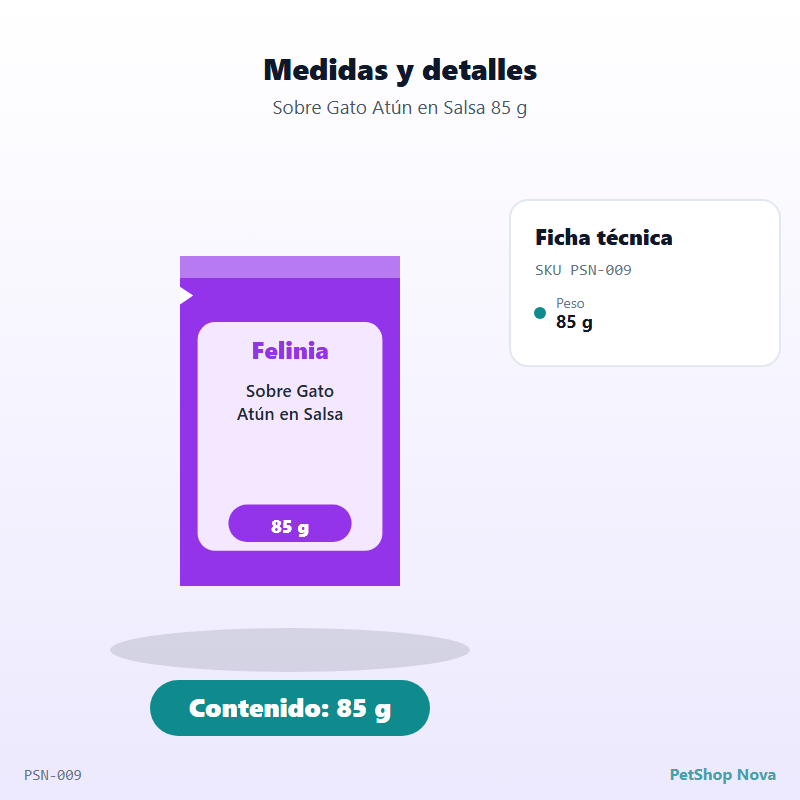 Medidas y detalles
Sobre Gato Atún en Salsa 85 g
Ficha técnica
SKU PSN-009
Peso
85 g
Felinia
Sobre Gato
Atún en Salsa
85 g
Contenido: 85 g
PSN-009
PetShop Nova